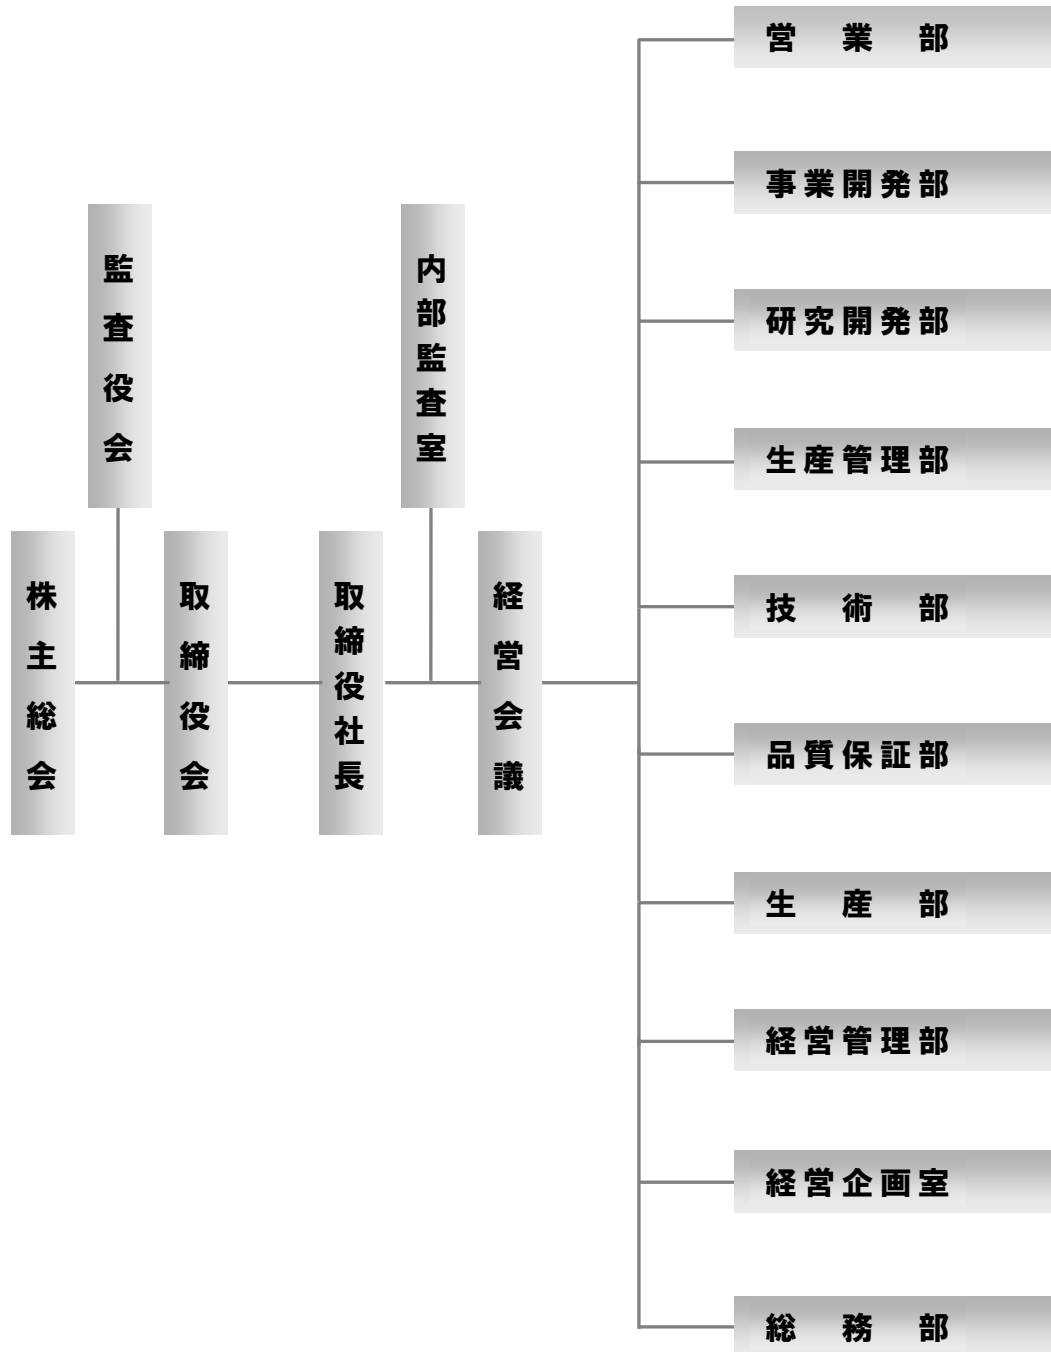 株主総会
監査役会
取締役会
取締役社長
内部監査室
経営会議
営業部
事業開発部
研究開発部
生産管理部
技術部
品質保証部
生産部
経営管理部
経営企画室
総務部